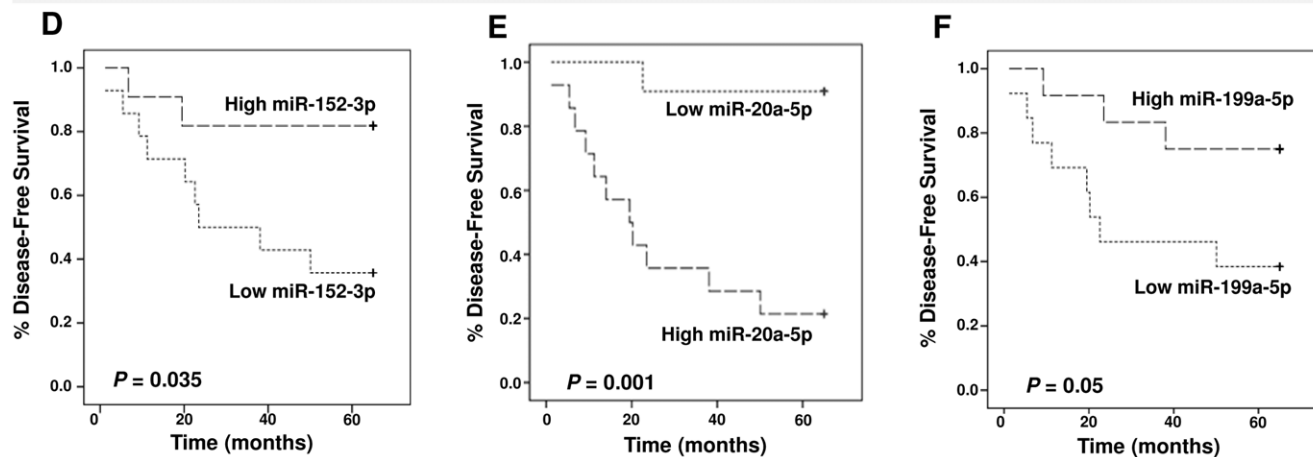 D
% Disease-Free Survival
1.0
0.8
0.6
0.4
0.2
0.0
High miR-152-3p
Low miR-152-3p
P = 0.035
0
20
40
60
Time (months)
E
% Disease-Free Survival
1.0
0.8
0.6
0.4
0.2
0.0
Low miR-20a-5p
High miR-20a-5p
P = 0.001
0
20
40
60
Time (months)
F
% Disease-Free Survival
1.0
0.8
0.6
0.4
0.2
0.0
High miR-199a-5p
Low miR-199a-5p
P = 0.05
0
20
40
60
Time (months)